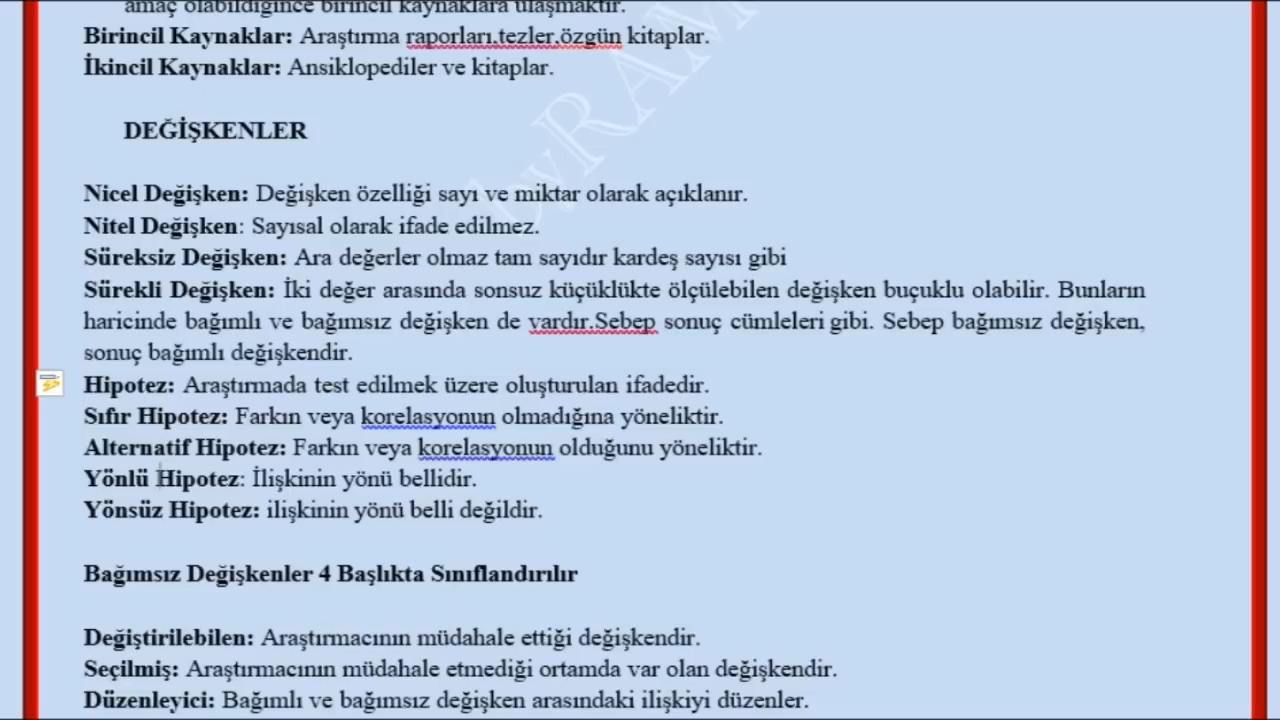 amaç olabildiğince birincil kaynaklara ulaşmaktır.
Birincil Kaynaklar: Araştırma raporları,tezler,özgün kitaplar.
İkincil Kaynaklar: Ansiklopediler ve kitaplar.
DEĞİŞKENLER
Nicel Değişken: Değişken özelliği sayı ve miktar olarak açıklanır.
Nitel Değişken: Sayısal olarak ifade edilmez.
Süreksiz Değişken: Ara değerler olmaz tam sayıdır kardeş sayısı gibi
Sürekli Değişken: İki değer arasında sonsuz küçüklükte ölçülebilen değişken buçuklu olabilir. Bunların
haricinde bağımlı ve bağımsız değişken de vardır.Sebep sonuç cümleleri gibi. Sebep bağımsız değişken,
sonuç bağımlı değişkendir.
Hipotez: Araştırmada test edilmek üzere oluşturulan ifadedir.
Sıfır Hipotez: Farkın veya korelasyonun olmadığına yöneliktir.
Alternatif Hipotez: Farkın veya korelasyonun olduğunu yöneliktir.
Yönlü Hipotez: İlişkinin yönü bellidir.
Yönsüz Hipotez: ilişkinin yönü belli değildir.
Bağımsız Değişkenler 4 Başlıkta Sınıflandırılır
Değiştirilebilen: Araştırmacının müdahale ettiği değişkendir.
Seçilmiş: Araştırmacının müdahale etmediği ortamda var olan değişkendir.
Düzenleyici: Bağımlı ve bağımsız değişken arasındaki ilişkiyi düzenler.